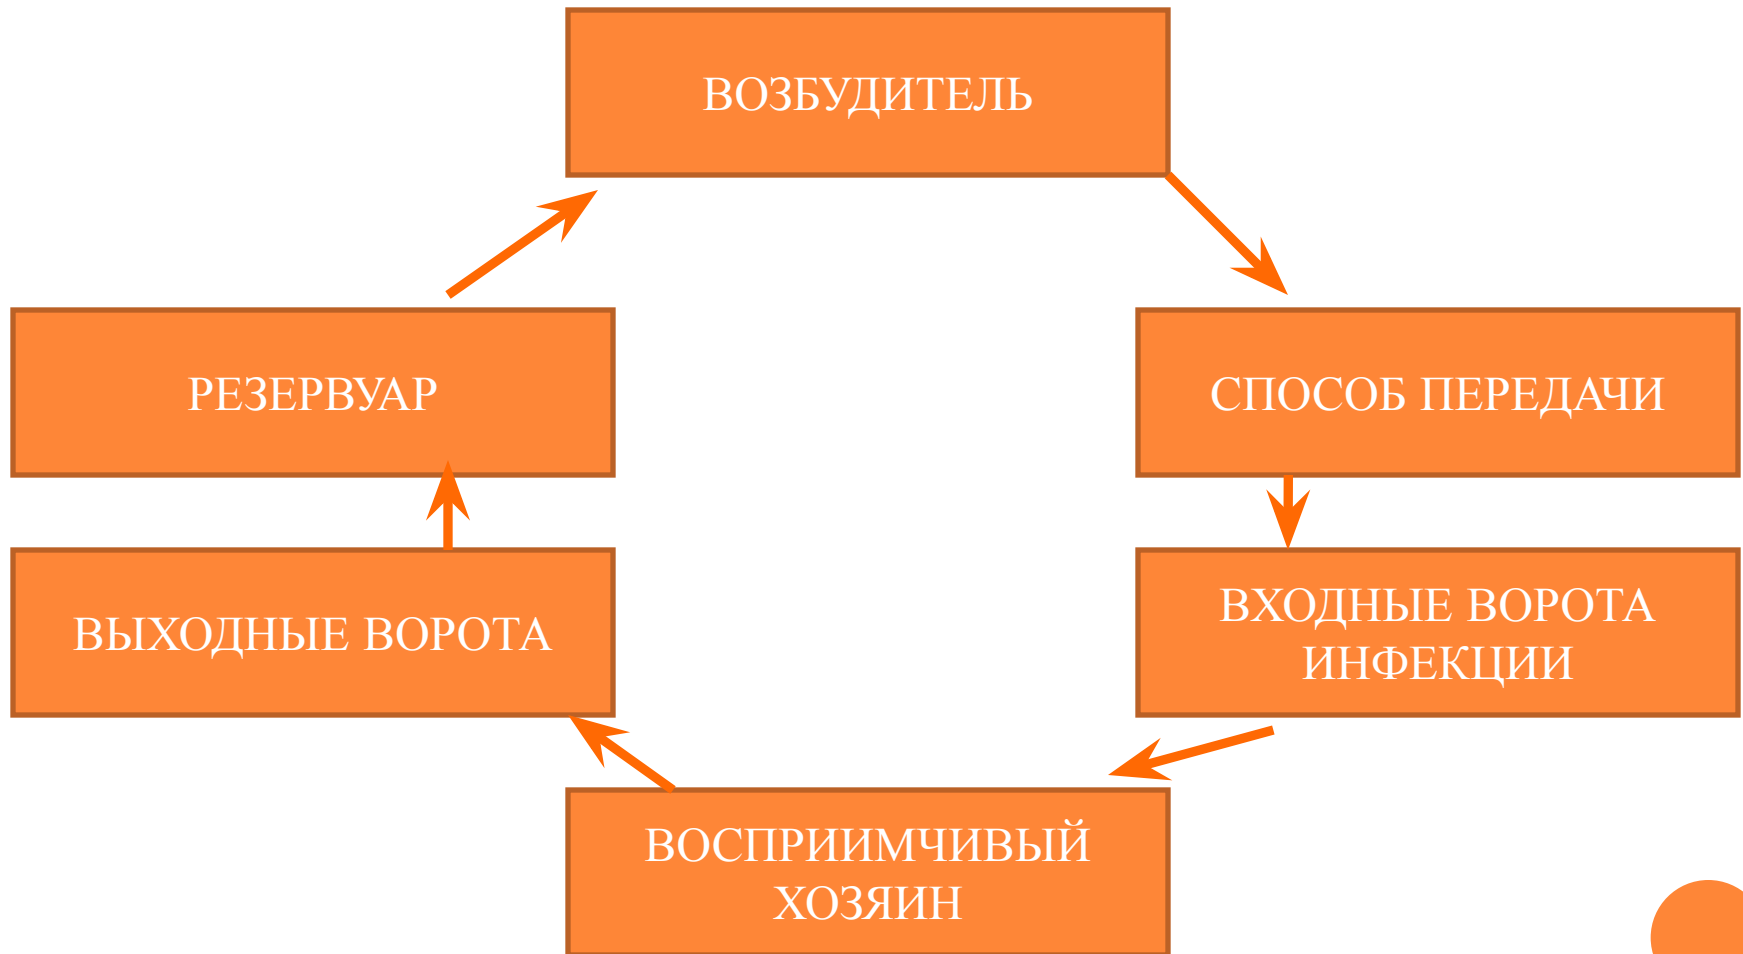 ВОЗБУДИТЕЛЬ
РЕЗЕРВУАР
СПОСОБ ПЕРЕДАЧИ
ВЫХОДНЫЕ ВОРОТА
ВХОДНЫЕ ВОРОТА
ИНФЕКЦИИ
ВОСПРИИМЧИВЫЙ
ХОЗЯИН